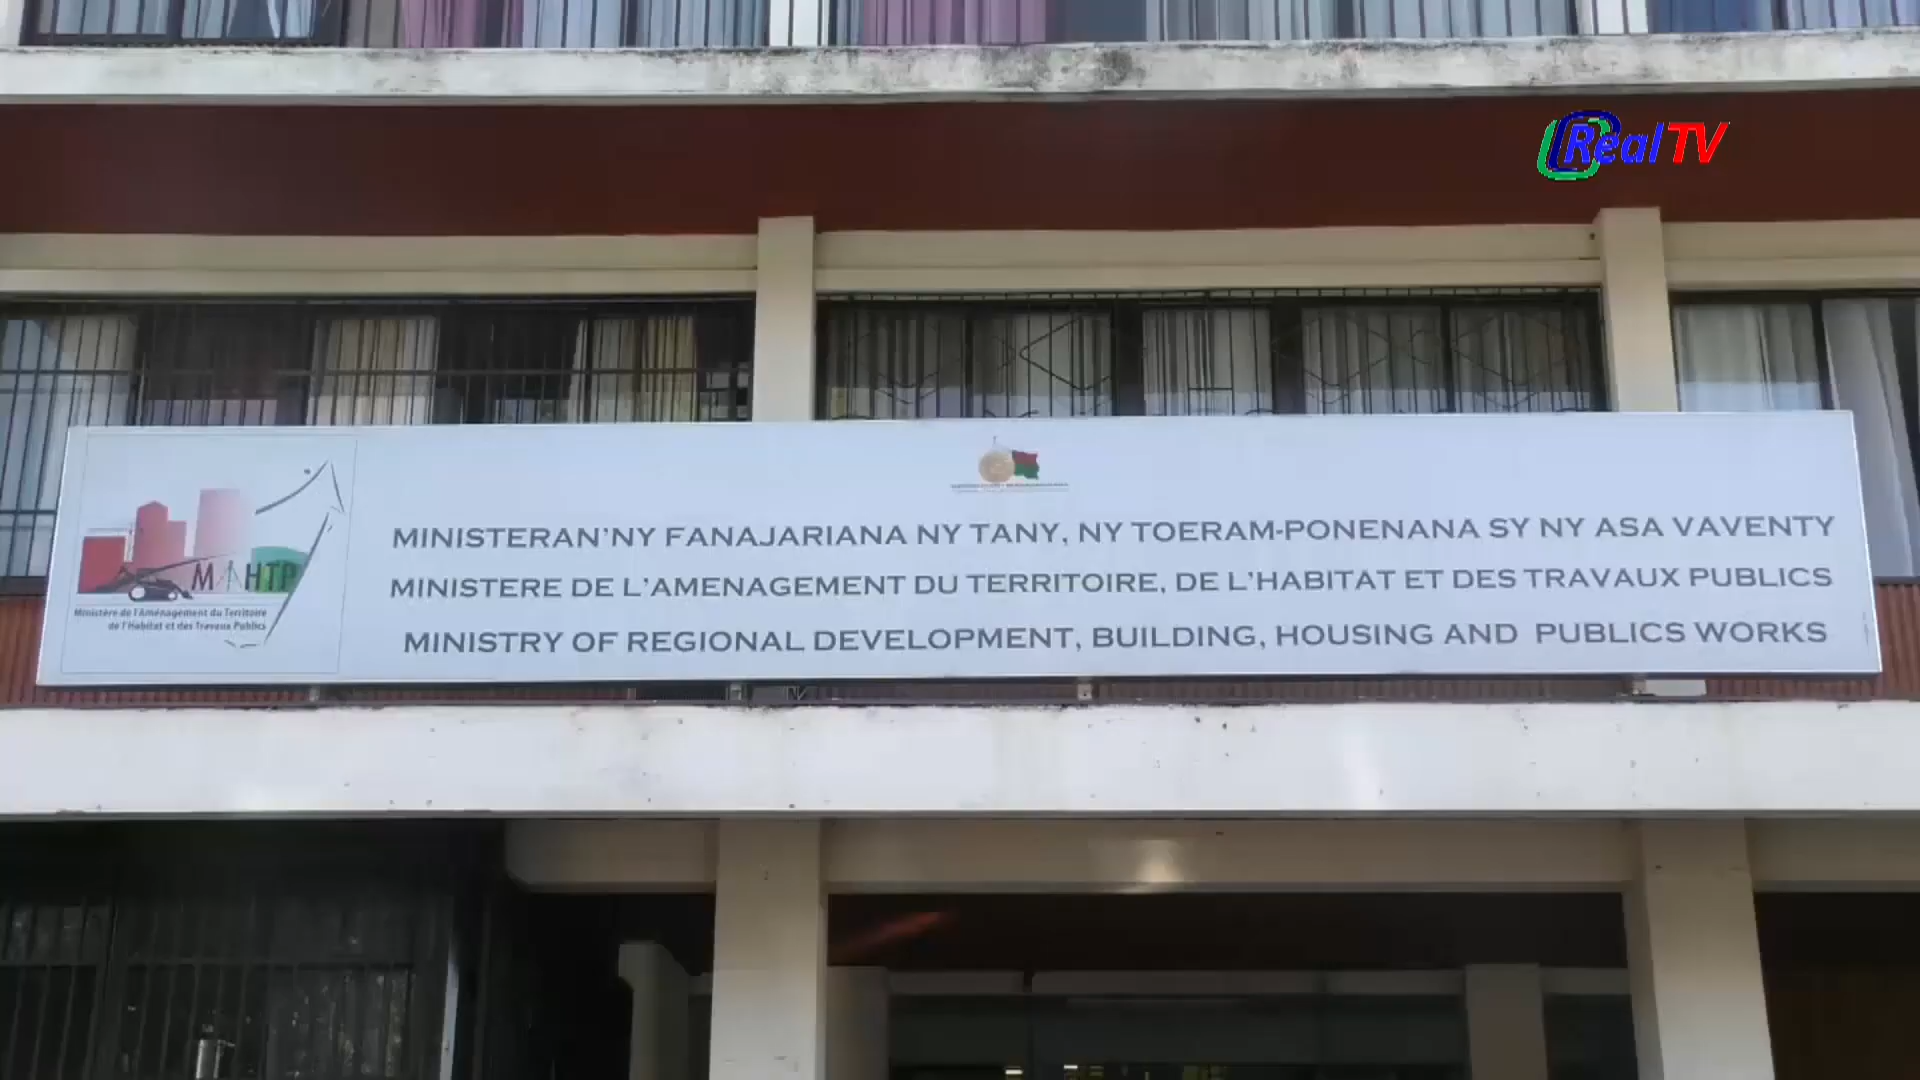 Real TV
MINISTERAN'NY FANAJARIANA NY TANY, NY TOERAM-PONENANA SY NY ASA VAVENTY
MINISTERE DE L'AMENAGEMENT DU TERRITOIRE, DE L'HABITAT ET DES TRAVAUX PUBLICS
MINISTRY OF REGIONAL DEVELOPMENT, BUILDING, HOUSING AND PUBLICS WORKS
MAHTP
Ministère de l'Aménagement du Territoire
de l'Habitat et des Travaux Publics